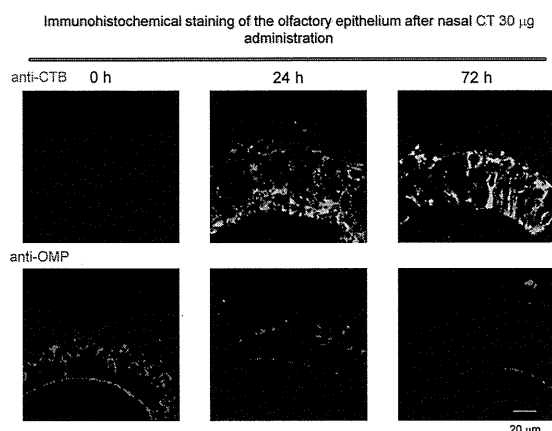 Immunohistochemical staining of the olfactory epithelium after nasal CT 30 µg
administration
anti-CTB 0 h 24 h 72 h
anti-OMP
20 µm